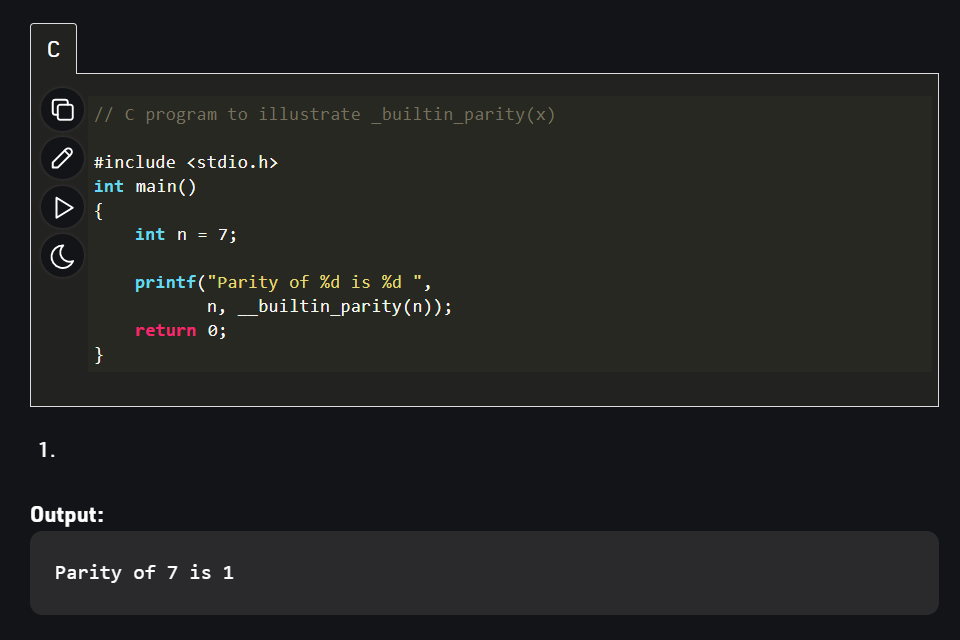 C
// C program to illustrate _builtin_parity(x)
#include <stdio.h>
int main()
{
    int n = 7;
    printf("Parity of %d is %d ",
           n, __builtin_parity(n));
    return 0;
}
1.
Output:
Parity of 7 is 1